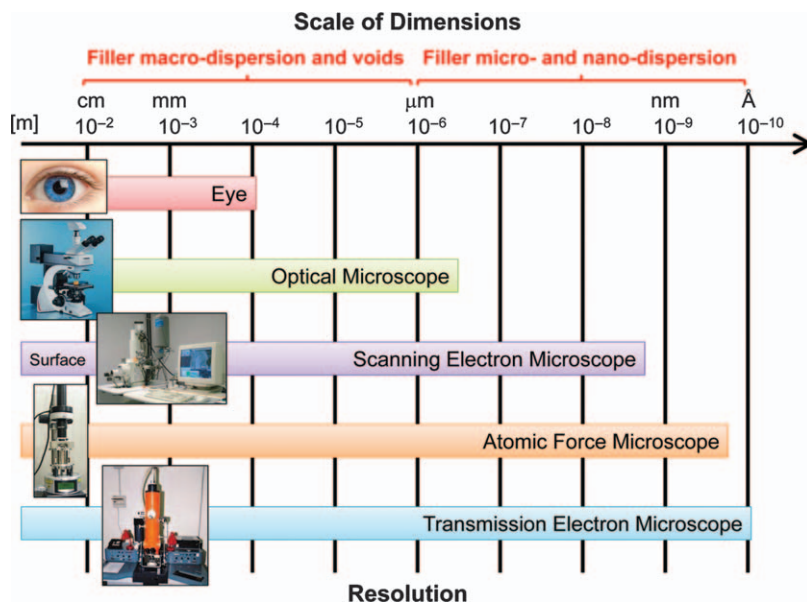 Scale of Dimensions
Filler macro-dispersion and voids Filler micro- and nano-dispersion
cm mm μm nm Å
[m] 10⁻² 10⁻³ 10⁻⁴ 10⁻⁵ 10⁻⁶ 10⁻⁷ 10⁻⁸ 10⁻⁹ 10⁻¹⁰
Eye
Optical Microscope
Surface Scanning Electron Microscope
Atomic Force Microscope
Transmission Electron Microscope
Resolution